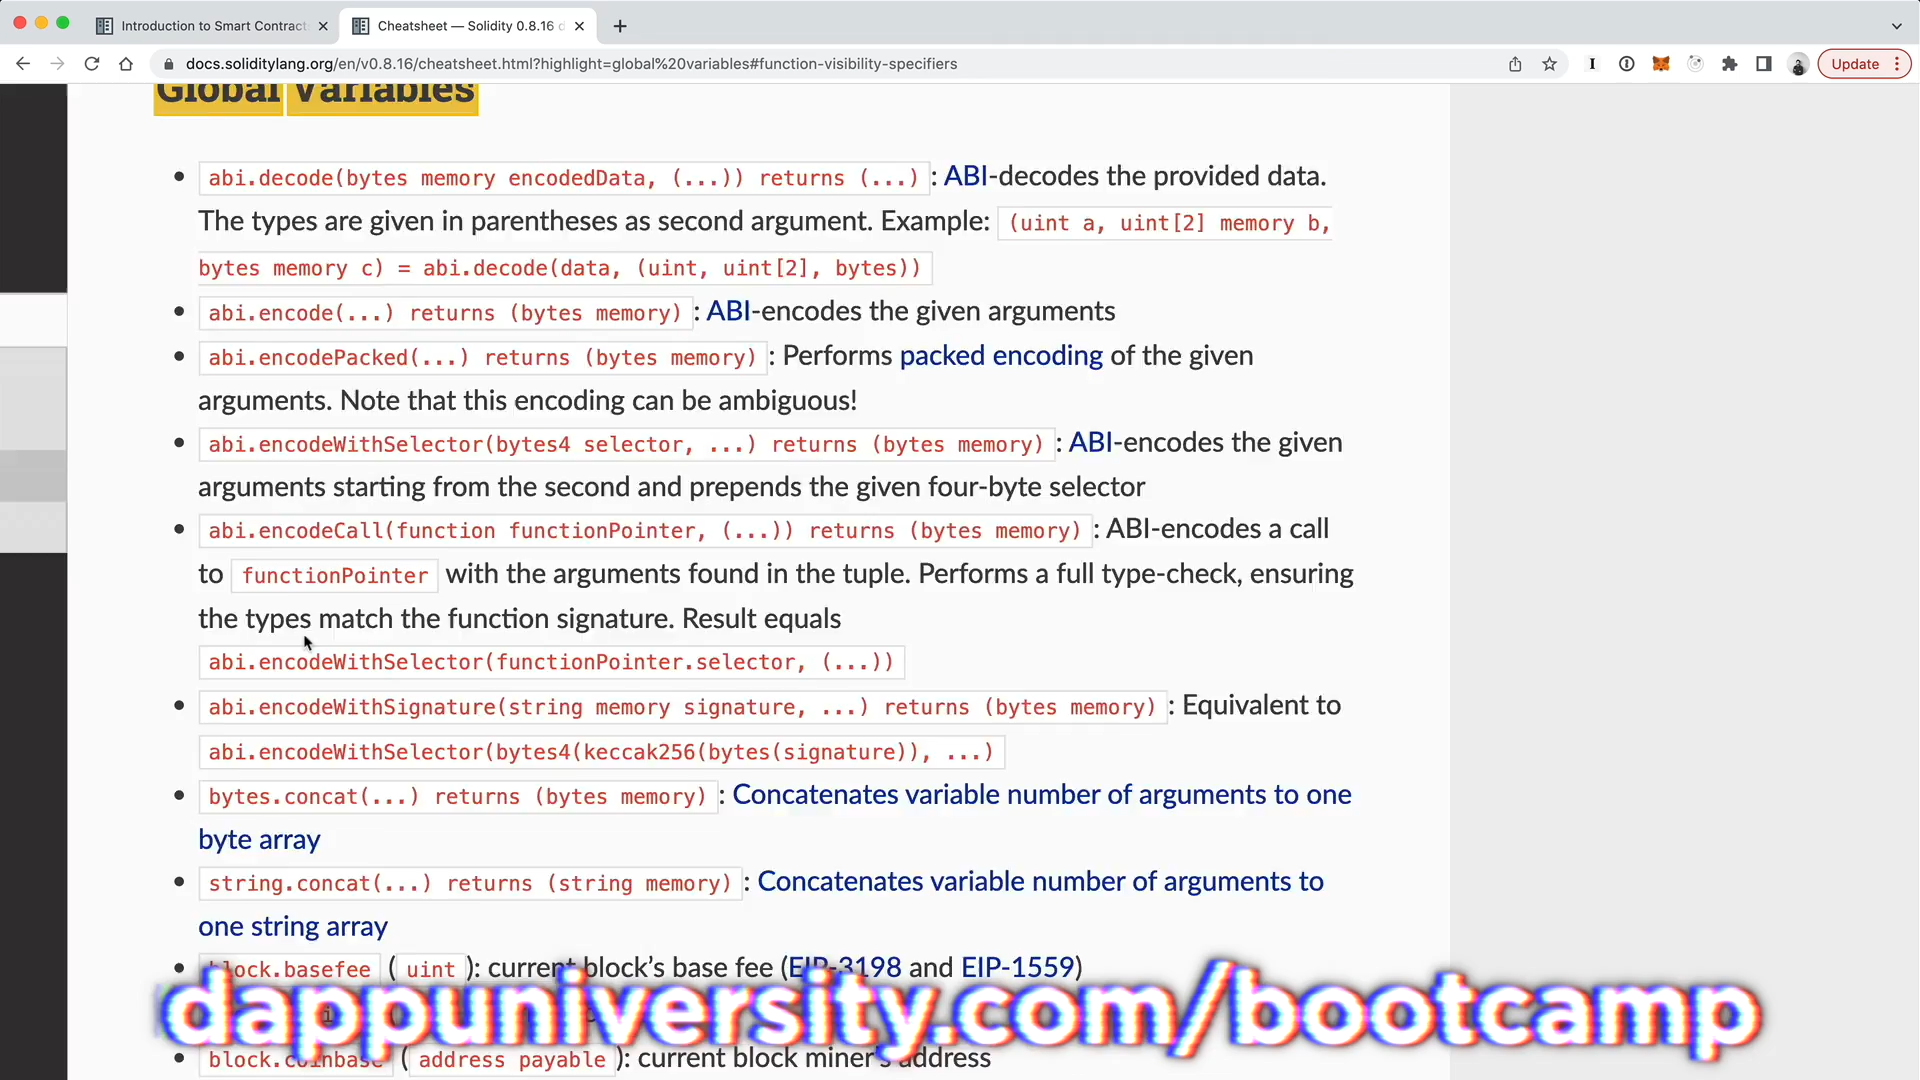 Introduction to Smart Contract
Cheatsheet — Solidity 0.8.16 d
docs.soliditylang.org/en/v0.8.16/cheatsheet.html?highlight=global%20variables#function-visibility-specifiers
Update
Global Variables
abi.decode(bytes memory encodedData, (...)) returns (...) : ABI-decodes the provided data.
The types are given in parentheses as second argument. Example: (uint a, uint[2] memory b,
bytes memory c) = abi.decode(data, (uint, uint[2], bytes))
abi.encode(...) returns (bytes memory) : ABI-encodes the given arguments
abi.encodePacked(...) returns (bytes memory) : Performs packed encoding of the given
arguments. Note that this encoding can be ambiguous!
abi.encodeWithSelector(bytes4 selector, ...) returns (bytes memory) : ABI-encodes the given
arguments starting from the second and prepends the given four-byte selector
abi.encodeCall(function functionPointer, (...)) returns (bytes memory) : ABI-encodes a call
to functionPointer with the arguments found in the tuple. Performs a full type-check, ensuring
the types match the function signature. Result equals
abi.encodeWithSelector(functionPointer.selector, (...))
abi.encodeWithSignature(string memory signature, ...) returns (bytes memory) : Equivalent to
abi.encodeWithSelector(bytes4(keccak256(bytes(signature)), ...)
bytes.concat(...) returns (bytes memory) : Concatenates variable number of arguments to one
byte array
string.concat(...) returns (string memory) : Concatenates variable number of arguments to
one string array
block.basefee ( uint ): current block's base fee (EIP-3198 and EIP-1559)
dappuniversity.com/bootcamp
block.coinbase ( address payable ): current block miner's address